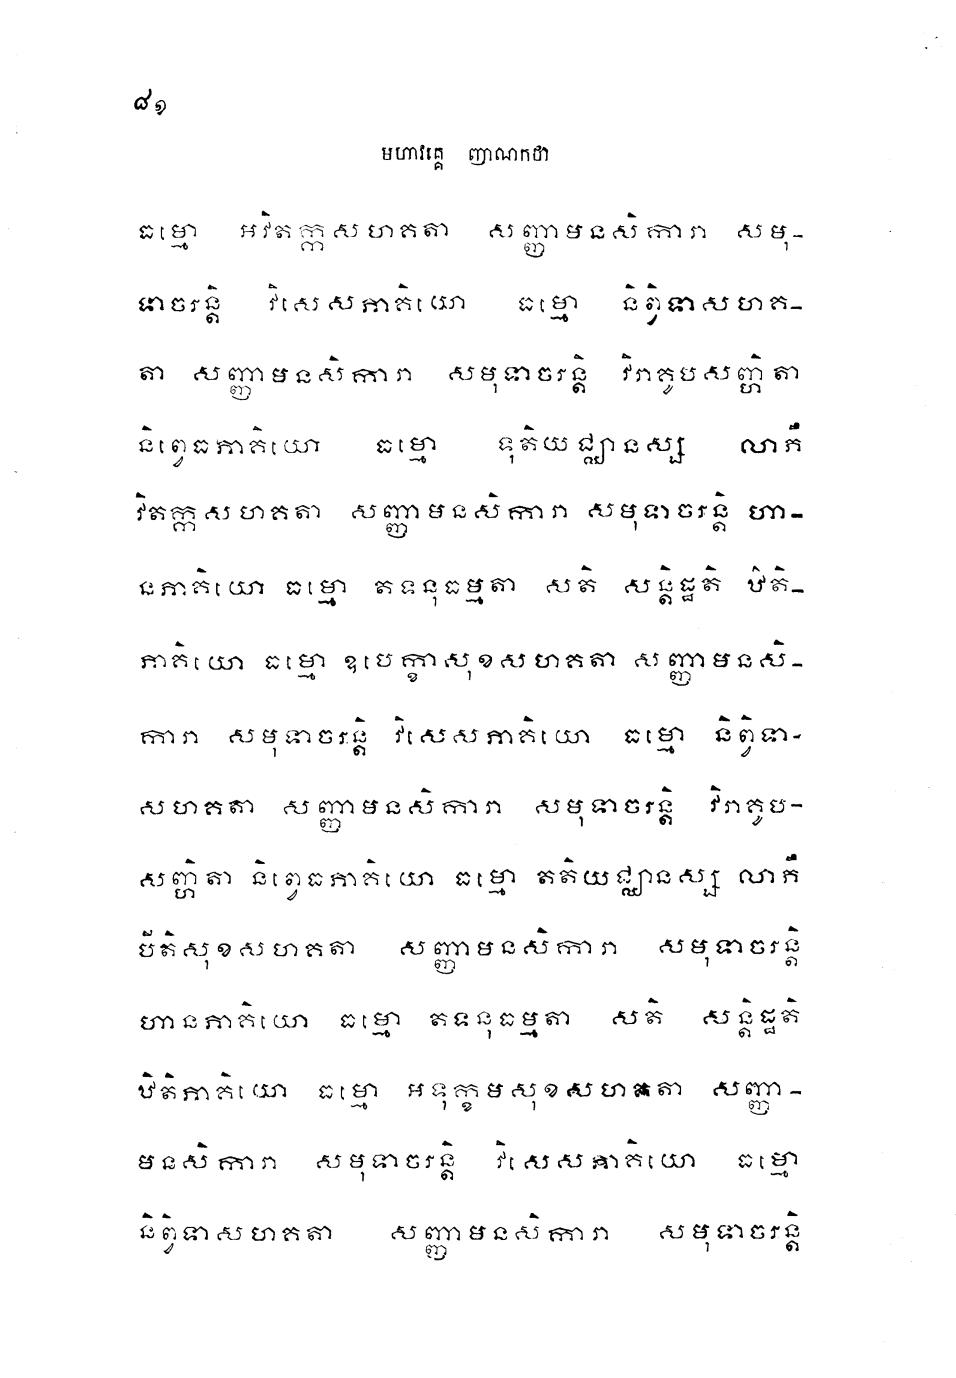 ៨១
មហាវគ្គេ ញាណកថា
ធម្មោ អវិតក្កសហគតា សញ្ញាមនសិការា សមុ-
ទាចរន្តិ វិសេសភាគិយោ ធម្មោ និព្វិទាសហគ-
តា សញ្ញាមនសិការា សមុទាចរន្តិ វិរាគូបសញ្ហិតា
និព្វេធភាគិយោ ធម្មោ ទុតិយជ្ឈានស្ស លាភឹ
វិតក្កសហគតា សញ្ញាមនសិការា សមុទាចរន្តិ ហា-
នភាគិយោ ធម្មោ តទនុធម្មតា សតិ សន្តិដ្ឋតិ ឋិតិ-
ភាគិយោ ធម្មោ ឧបេក្ខាសុខសហគតា សញ្ញាមនសិ-
ការា សមុទាចរន្តិ វិសេសភាគិយោ ធម្មោ និព្វិទា-
សហគតា សញ្ញាមនសិការា សមុទាចរន្តិ វិរាគូប-
សញ្ហិតា និព្វេធភាគិយោ ធម្មោ តតិយជ្ឈានស្ស លាភឹ
បីតិសុខសហគតា សញ្ញាមនសិការា សមុទាចរន្តិ
ហានភាគិយោ ធម្មោ តទនុធម្មតា សតិ សន្តិដ្ឋតិ
ឋិតិភាគិយោ ធម្មោ អទុក្ខមសុខសហគតា សញ្ញា-
មនសិការា សមុទាចរន្តិ វិសេសភាគិយោ ធម្មោ
និព្វិទាសហគតា សញ្ញាមនសិការា សមុទាចរន្តិ